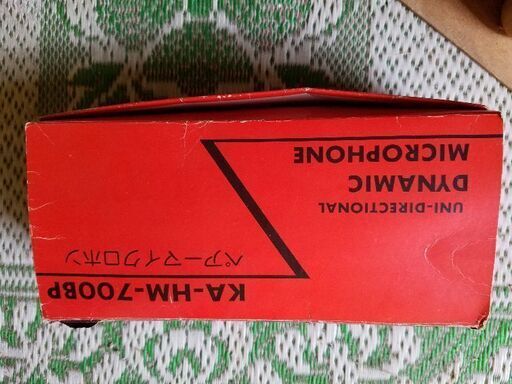 KA-HM-700BP
ペアーマイクロホン
UNI-DIRECTIONAL
DYNAMIC
MICROPHONE